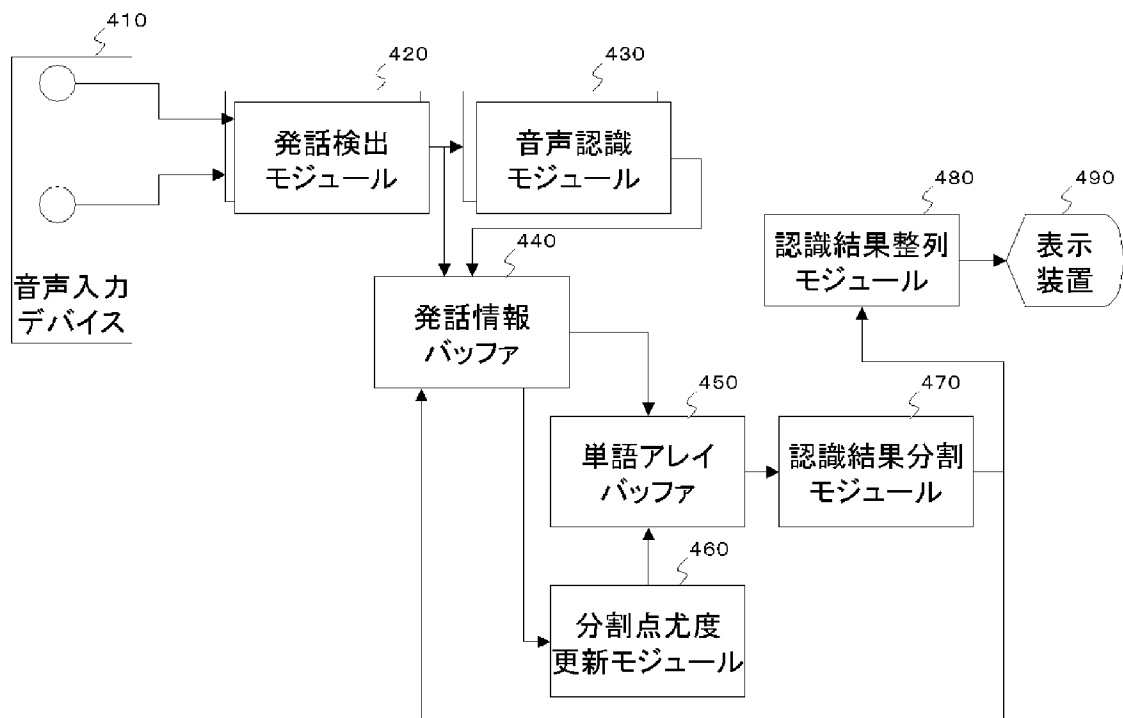 410
音声入力
デバイス
420
発話検出
モジュール
430
音声認識
モジュール
440
発話情報
バッファ
450
単語アレイ
バッファ
460
分割点尤度
更新モジュール
470
認識結果分割
モジュール
480
認識結果整列
モジュール
490
表示
装置